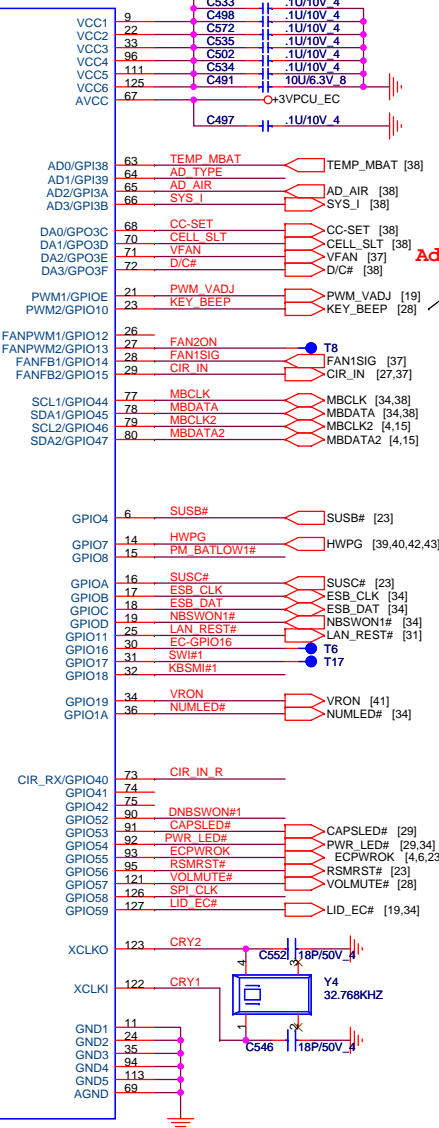 C533 .1U/10V_4
VCC1 9 C498 .1U/10V_4
VCC2 22 C572 .1U/10V_4
VCC3 33 C535 .1U/10V_4
VCC4 96 C502 .1U/10V_4
VCC5 111 C534 .1U/10V_4
VCC6 125 C491 10U/6.3V_8
AVCC 67 +3VPCU_EC
C497 .1U/10V_4
AD0/GPI38 63 TEMP_MBAT TEMP_MBAT [38]
AD1/GPI39 64 AD_TYPE
AD2/GPI3A 65 AD_AIR AD_AIR [38]
AD3/GPI3B 66 SYS_I SYS_I [38]
DA0/GPO3C 68 CC-SET CC-SET [38]
DA1/GPO3D 70 CELL_SLT CELL_SLT [38]
DA2/GPO3E 71 VFAN VFAN [37] Ad
DA3/GPO3F 72 D/C# D/C# [38]
PWM1/GPIOE 21 PWM_VADJ PWM_VADJ [19]
PWM2/GPIO10 23 KEY_BEEP KEY_BEEP [28]
FANPWM1/GPIO12 26
FANPWM2/GPIO13 27 FAN2ON T8
FANFB1/GPIO14 28 FAN1SIG FAN1SIG [37]
FANFB2/GPIO15 29 CIR_IN CIR_IN [27,37]
SCL1/GPIO44 77 MBCLK MBCLK [34,38]
SDA1/GPIO45 78 MBDATA MBDATA [34,38]
SCL2/GPIO46 79 MBCLK2 MBCLK2 [4,15]
SDA2/GPIO47 80 MBDATA2 MBDATA2 [4,15]
GPIO4 6 SUSB# SUSB# [23]
GPIO7 14 HWPG HWPG [39,40,42,43]
GPIO8 15 PM_BATLOW1#
GPIOA 16 SUSC# SUSC# [23]
GPIOB 17 ESB_CLK ESB_CLK [34]
GPIOC 18 ESB_DAT ESB_DAT [34]
GPIOD 19 NBSWON1# NBSWON1# [34]
GPIO11 25 LAN_REST# LAN_REST# [31]
GPIO16 30 EC-GPIO16 T6
GPIO17 31 SWI#1 T17
GPIO18 32 KBSMI#1
GPIO19 34 VRON VRON [41]
GPIO1A 36 NUMLED# NUMLED# [34]
CIR_RX/GPIO40 73 CIR_IN_R
GPIO41 74
GPIO42 75
GPIO52 90 DNBSWON#1
GPIO53 91 CAPSLED# CAPSLED# [29]
GPIO54 92 PWR_LED# PWR_LED# [29,34]
GPIO55 93 ECPWROK ECPWROK [4,6,23
GPIO56 95 RSMRST# RSMRST# [23]
GPIO57 121 VOLMUTE# VOLMUTE# [28]
GPIO58 126 SPI_CLK
GPIO59 127 LID_EC# LID_EC# [19,34]
XCLKO 123 CRY2 C552 18P/50V_4
4 3
XCLKI 122 CRY1 Y4
32.768KHZ
1 2
C546 18P/50V_4
GND1 11
GND2 24
GND3 35
GND4 94
GND5 113
AGND 69